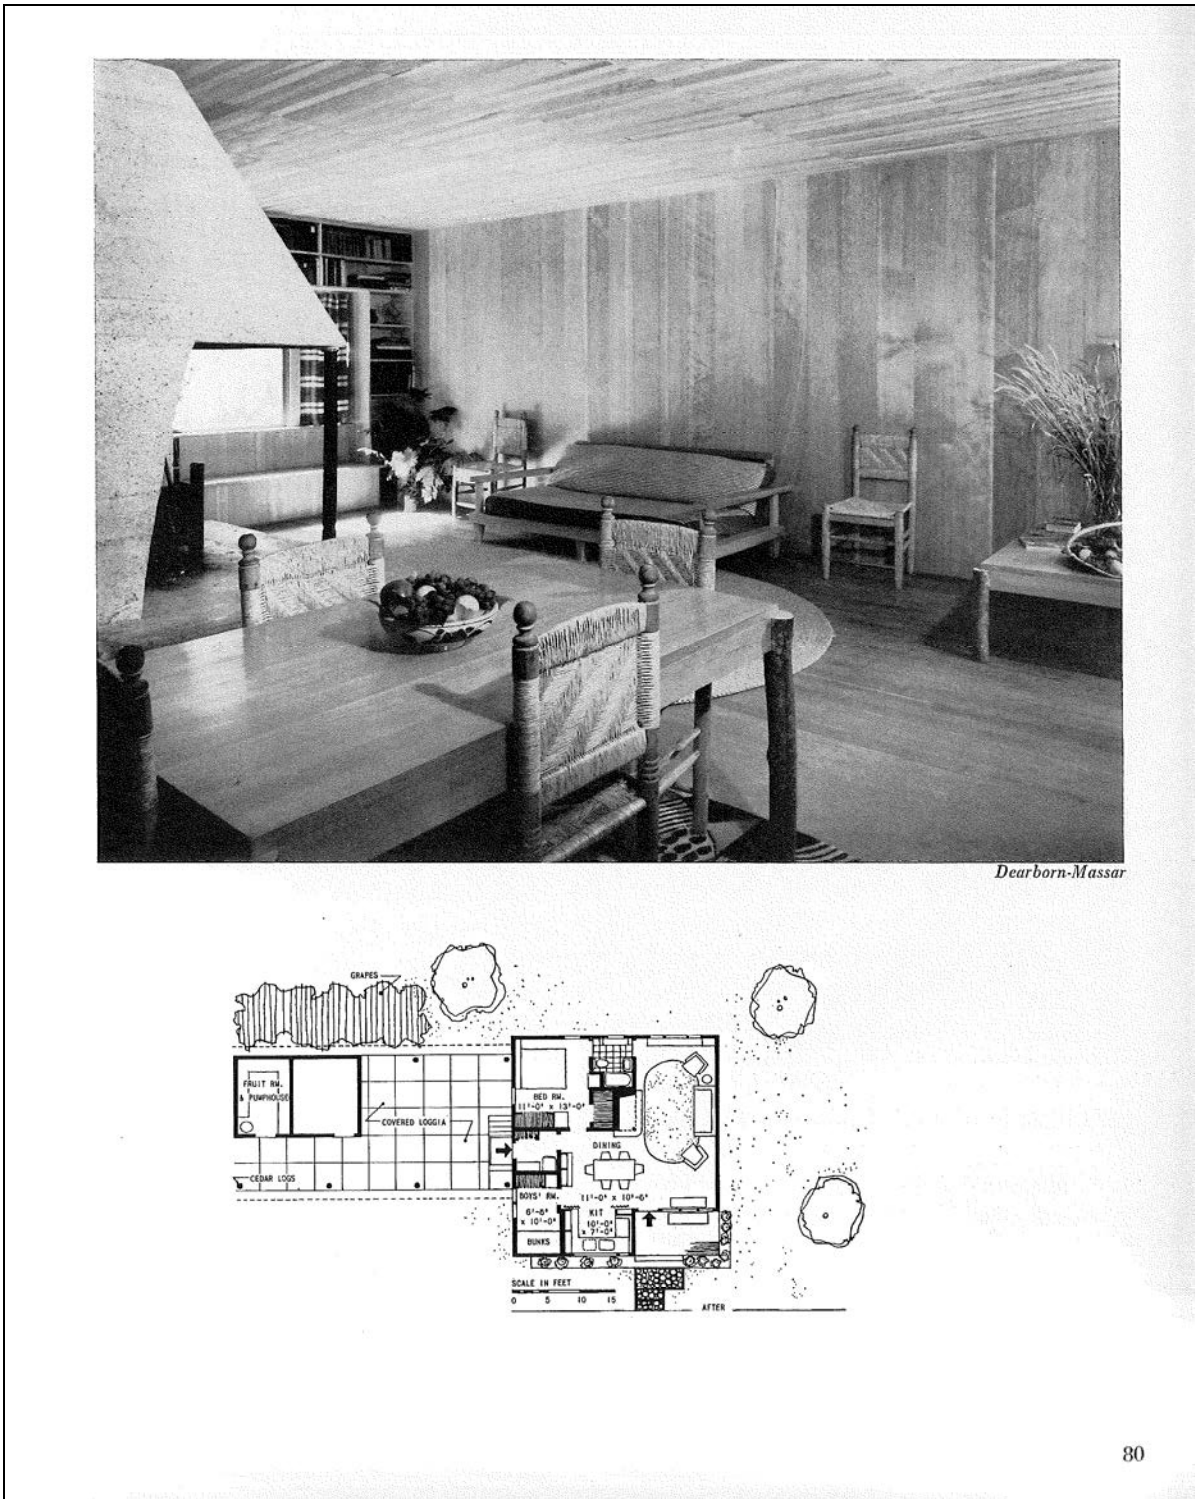 Dearborn-Massar
GRAPES
FRUIT RM.
& PUMPHOUSE
COVERED LOGGIA
CEDAR LOGS
BED RM.
11'-0" x 13'-0"
DINING
11'-0" x 10'-6"
BOYS' RM.
6'-6"
x 10'-0"
BUNKS
KIT
10'-0"
x 7'-0"
SCALE IN FEET
0 5 10 15
AFTER
80